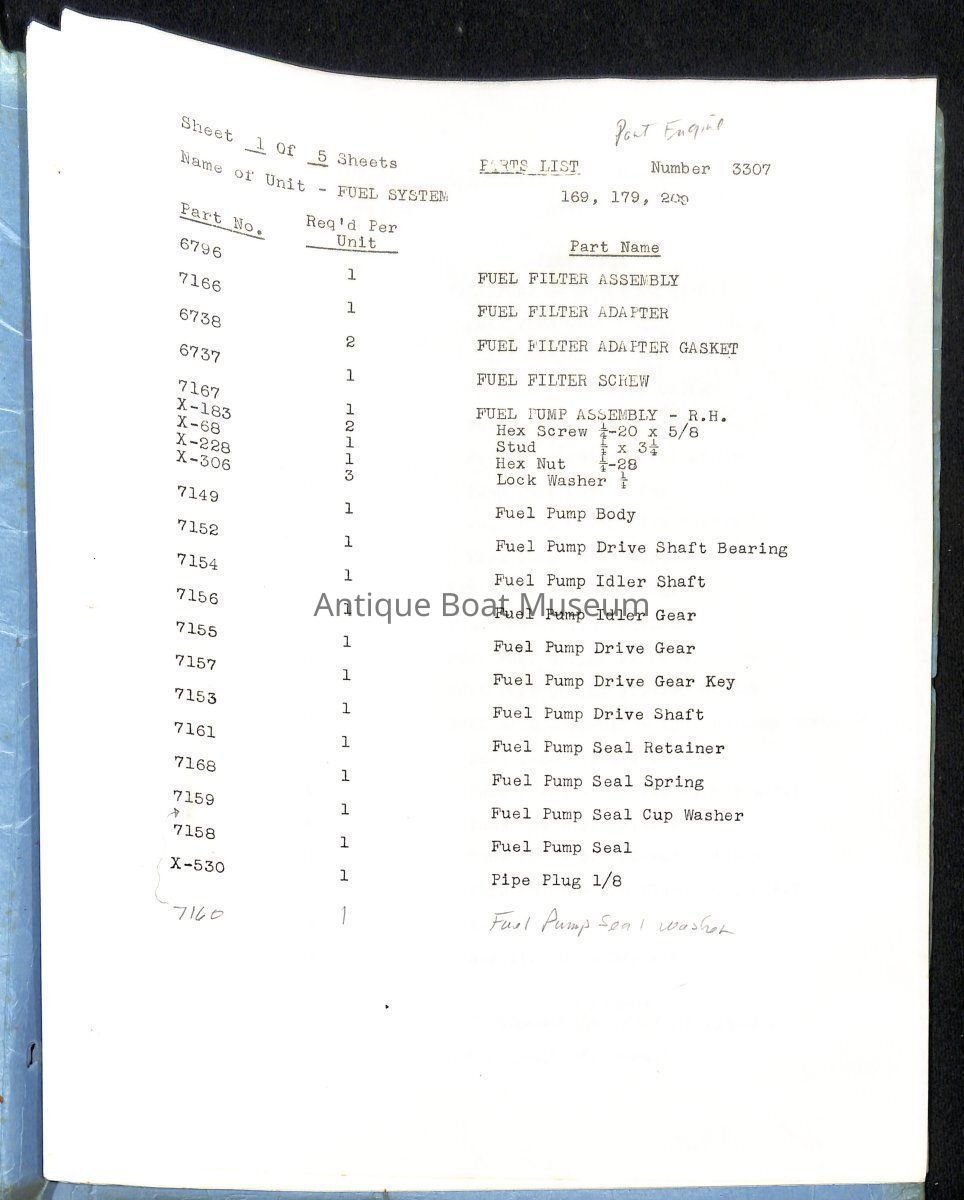 Port Engine
Sheet 1 Of 5 Sheets PARTS LIST Number 3307
Name of Unit - FUEL SYSTEM 169, 179, 200
Part No. Req'd Per Unit Part Name
6796 1 FUEL FILTER ASSEMBLY
7166 1 FUEL FILTER ADAPTER
6738 2 FUEL FILTER ADAPTER GASKET
6737 1 FUEL FILTER SCREW
7167 1 FUEL PUMP ASSEMBLY - R.H.
X-183 2 Hex Screw ¼-20 x 5/8
X-68 1 Stud ¼ x 3¼
X-228 1 Hex Nut ¼-28
X-306 3 Lock Washer ¼
7149 1 Fuel Pump Body
7152 1 Fuel Pump Drive Shaft Bearing
7154 1 Fuel Pump Idler Shaft
Antique Boat Museum
7156 1 Fuel Pump Idler Gear
7155 1 Fuel Pump Drive Gear
7157 1 Fuel Pump Drive Gear Key
7153 1 Fuel Pump Drive Shaft
7161 1 Fuel Pump Seal Retainer
7168 1 Fuel Pump Seal Spring
7159 1 Fuel Pump Seal Cup Washer
7158 1 Fuel Pump Seal
X-530 1 Pipe Plug 1/8
7160 1 Fuel Pump Seal washer